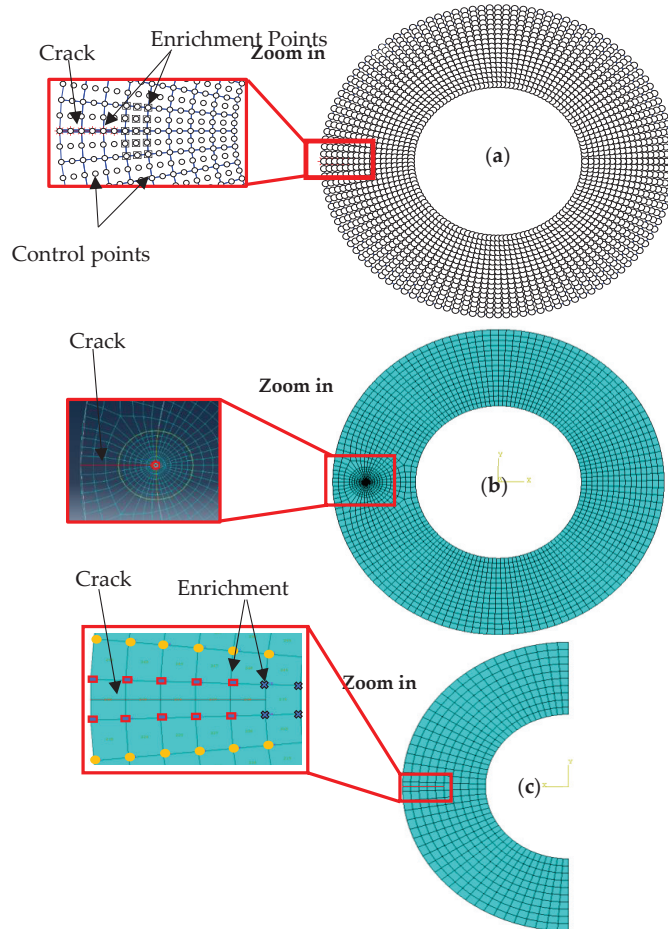 Enrichment Points
Crack
Zoom in
(a)
Control points
Crack
Zoom in
Y
X
(b)
Crack
Enrichment
Zoom in
Y
X
(c)